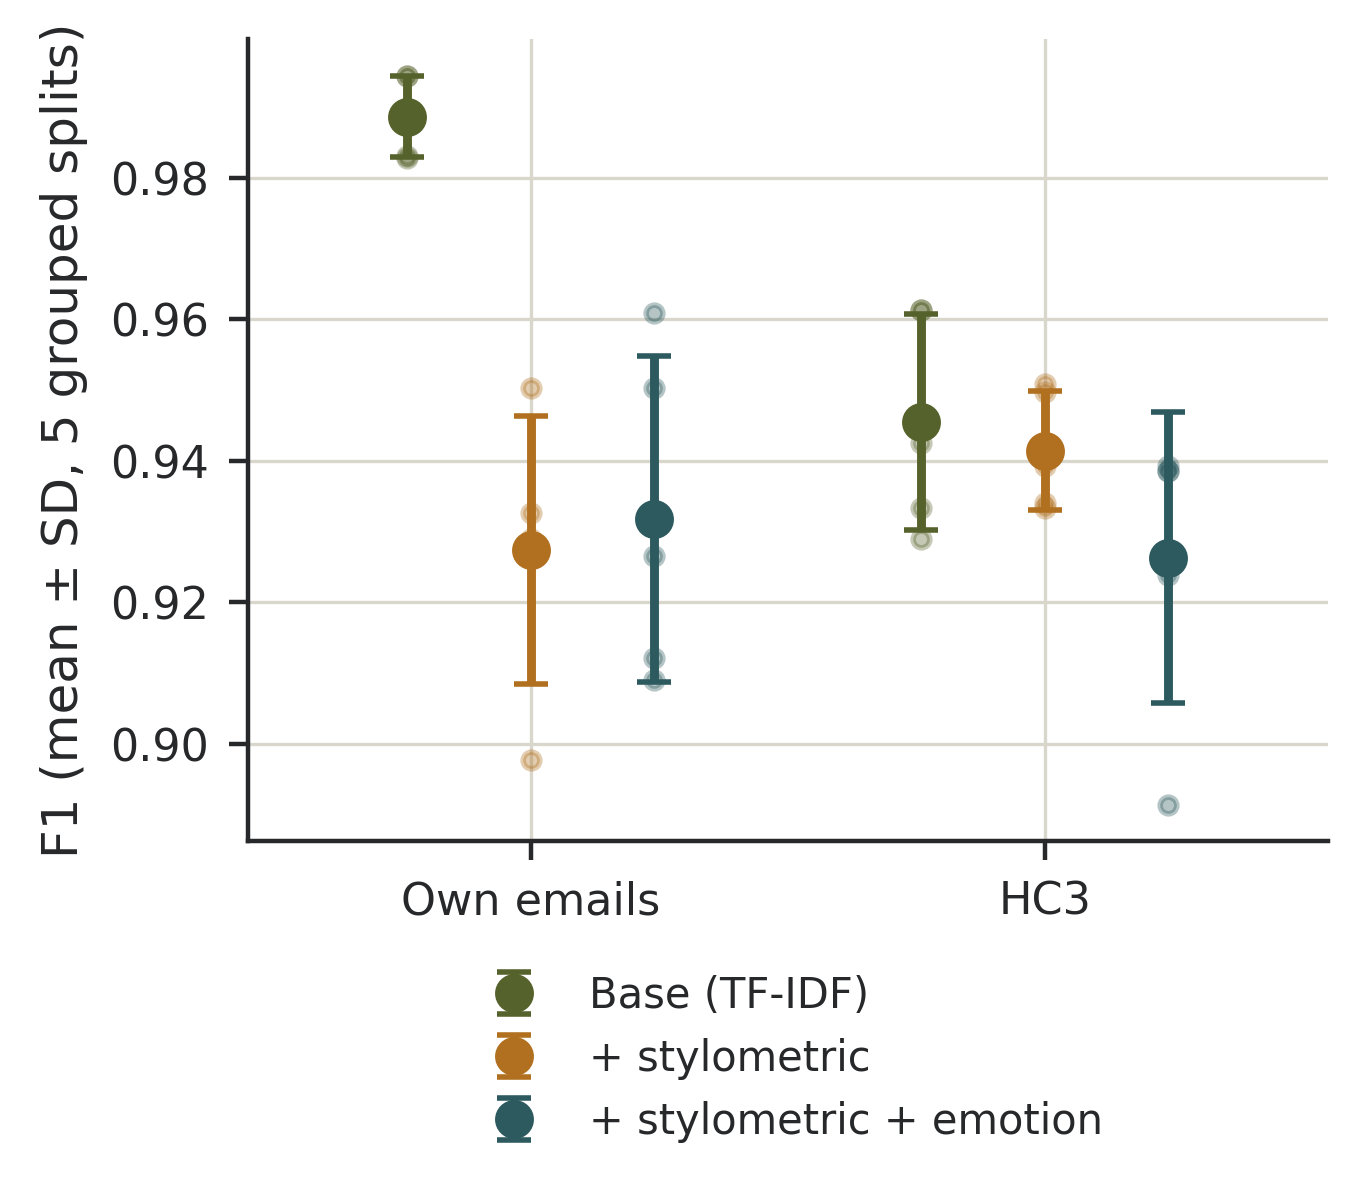 F1 (mean ± SD, 5 grouped splits)
0.98
0.96
0.94
0.92
0.90
Own emails
HC3
Base (TF-IDF)
+ stylometric
+ stylometric + emotion